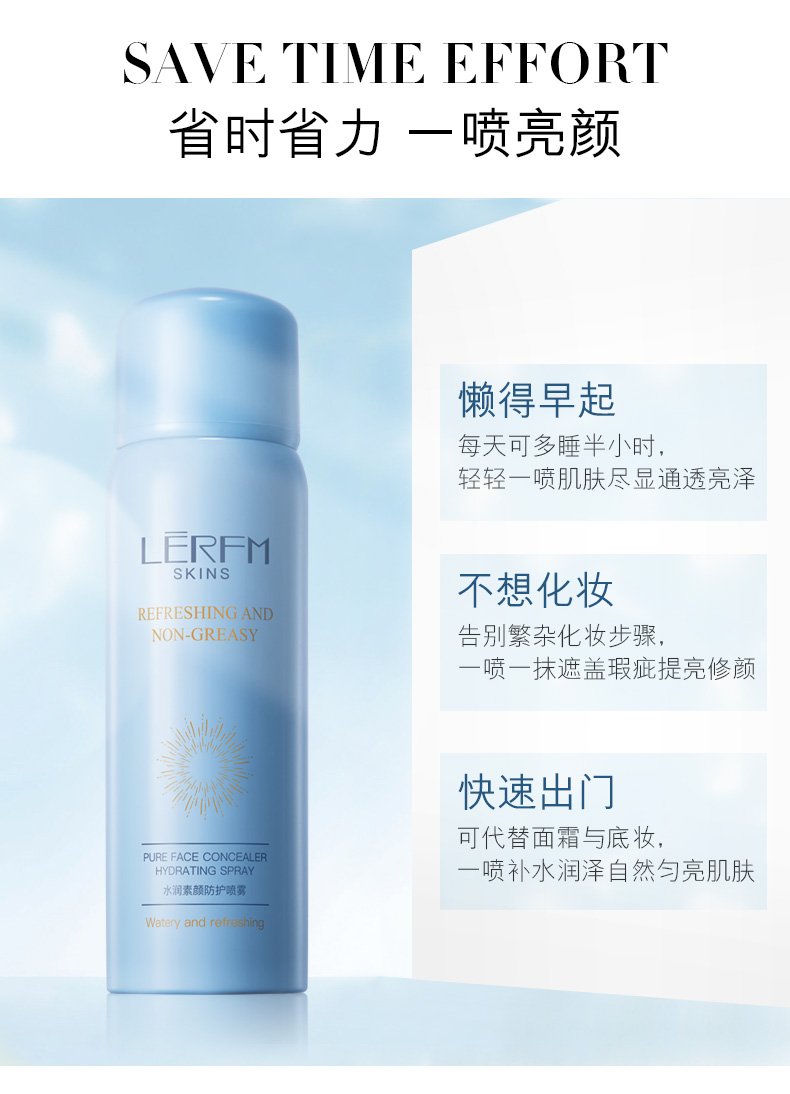 SAVE TIME EFFORT
省时省力 一喷亮颜
LĒRFM
SKINS
REFRESHING AND
NON-GREASY
PURE FACE CONCEALER
HYDRATING SPRAY
水润素颜防护喷雾
Watery and refreshing
懒得早起
每天可多睡半小时，
轻轻一喷肌肤尽显通透亮泽
不想化妆
告别繁杂化妆步骤，
一喷一抹遮盖瑕疵提亮修颜
快速出门
可代替面霜与底妆，
一喷补水润泽自然匀亮肌肤